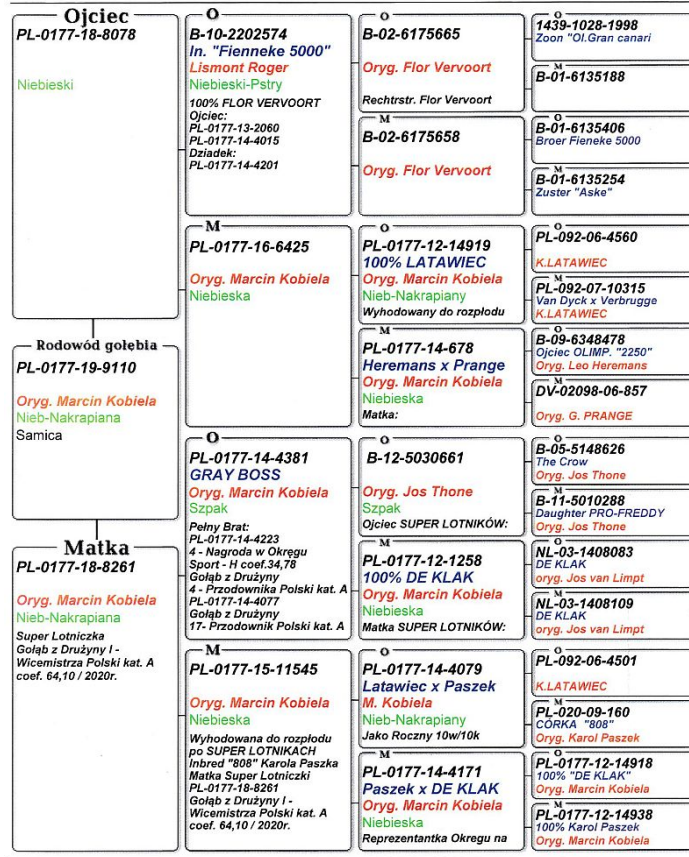 Ojciec
PL-0177-18-8078
Niebieski
Rodowód gołębia
PL-0177-19-9110
Oryg. Marcin Kobiela
Nieb-Nakrapiana
Samica
Matka
PL-0177-18-8261
Oryg. Marcin Kobiela
Nieb-Nakrapiana
Super Lotniczka
Gołąb z Drużyny I -
Wicemistrza Polski kat. A
coef. 64,10 / 2020r.
O
B-10-2202574
In. "Fienneke 5000"
Lismont Roger
Niebieski-Pstry
100% FLOR VERVOORT
Ojciec:
PL-0177-13-2060
PL-0177-14-4015
Dziadek:
PL-0177-14-4201
M
PL-0177-16-6425
Oryg. Marcin Kobiela
Niebieska
O
PL-0177-14-4381
GRAY BOSS
Oryg. Marcin Kobiela
Szpak
Pełny Brat:
PL-0177-14-4223
4 - Nagroda w Okręgu
Sport - H coef.34,78
Gołąb z Drużyny
4 - Przodownika Polski kat. A
PL-0177-14-4077
Gołąb z Drużyny
17- Przodownik Polski kat. A
M
PL-0177-15-11545
Oryg. Marcin Kobiela
Niebieska
Wyhodowana do rozpłodu
po SUPER LOTNIKACH
Inbred "808" Karola Paszka
Matka Super Lotniczki
PL-0177-18-8261
Gołąb z Drużyny I -
Wicemistrza Polski kat. A
coef. 64,10 / 2020r.
O
B-02-6175665
Oryg. Flor Vervoort
Rechtrstr. Flor Vervoort
M
B-02-6175658
Oryg. Flor Vervoort
O
PL-0177-12-14919
100% LATAWIEC
Oryg. Marcin Kobiela
Nieb-Nakrapiany
Wyhodowany do rozpłodu
M
PL-0177-14-678
Heremans x Prange
Oryg. Marcin Kobiela
Niebieska
Matka:
O
B-12-5030661
Oryg. Jos Thone
Szpak
Ojciec SUPER LOTNIKÓW:
M
PL-0177-12-1258
100% DE KLAK
Oryg. Marcin Kobiela
Niebieska
Matka SUPER LOTNIKÓW:
O
PL-0177-14-4079
Latawiec x Paszek
M. Kobiela
Nieb-Nakrapiany
Jako Roczny 10w/10k
M
PL-0177-14-4171
Paszek x DE KLAK
Oryg. Marcin Kobiela
Niebieska
Reprezentantka Okregu na
O
1439-1028-1998
Zoon "Ol.Gran canari
M
B-01-6135188
O
B-01-6135406
Broer Fieneke 5000
M
B-01-6135254
Zuster "Aske"
O
PL-092-06-4560
K.LATAWIEC
M
PL-092-07-10315
Van Dyck x Verbrugge
K.LATAWIEC
O
B-09-6348478
Ojciec OLIMP. "2250"
Oryg. Leo Heremans
M
DV-02098-06-857
Oryg. G. PRANGE
O
B-05-5148626
The Crow
Oryg. Jos Thone
M
B-11-5010288
Daughter PRO-FREDDY
Oryg. Jos Thone
O
NL-03-1408083
DE KLAK
oryg. Jos van Limpt
M
NL-03-1408109
DE KLAK
oryg. Jos van Limpt
O
PL-092-06-4501
K.LATAWIEC
M
PL-020-09-160
CÓRKA "808"
Oryg. Karol Paszek
O
PL-0177-12-14918
100% "DE KLAK"
Oryg. Marcin Kobiela
M
PL-0177-12-14938
100% Karol Paszek
Oryg. Marcin Kobiela